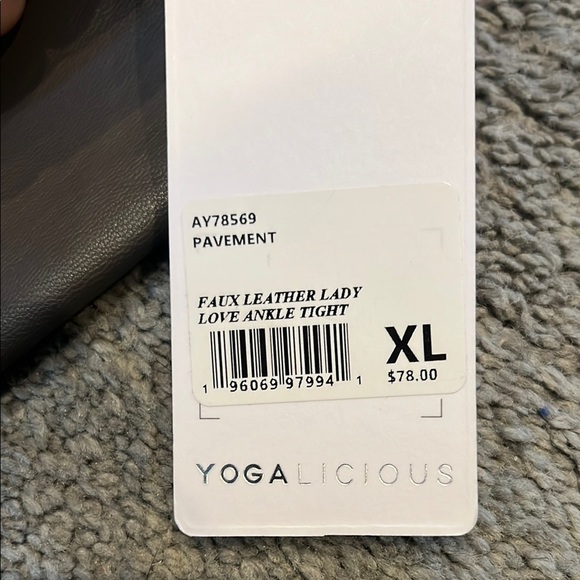 AY78569
PAVEMENT
FAUX LEATHER LADY
LOVE ANKLE TIGHT
XL
$78.00
1 96069 97994 1
YOGALICIOUS